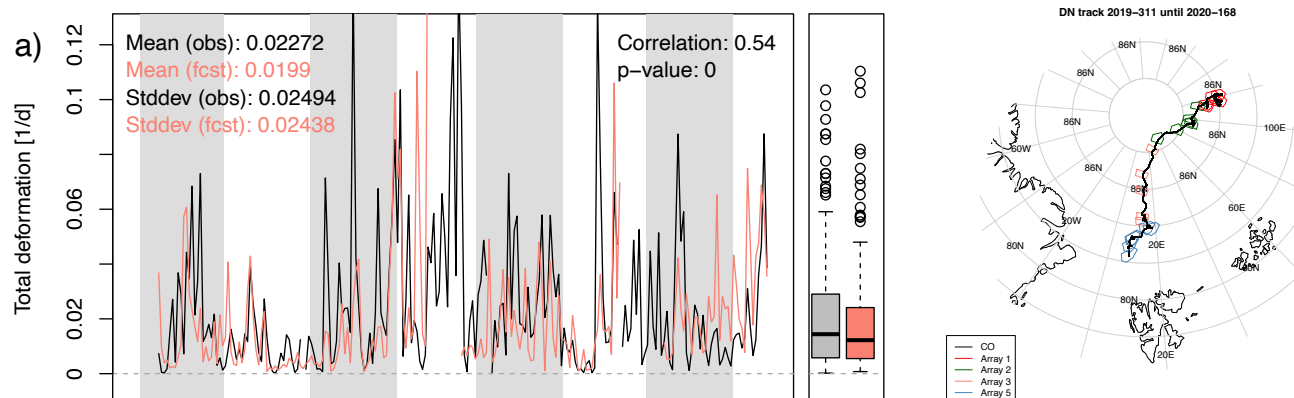 a)
Total deformation [1/d]
0.12
0.1
0.06
0.02
0
Mean (obs): 0.02272
Mean (fcst): 0.0199
Stddev (obs): 0.02494
Stddev (fcst): 0.02438
Correlation: 0.54
p-value: 0
DN track 2019−311 until 2020−168
86N
86N
86N
86N
86N
86N
100E
60W
86N
86N
86N
60E
20W
20E
80N
80N
20E
CO
Array 1
Array 2
Array 3
Array 5